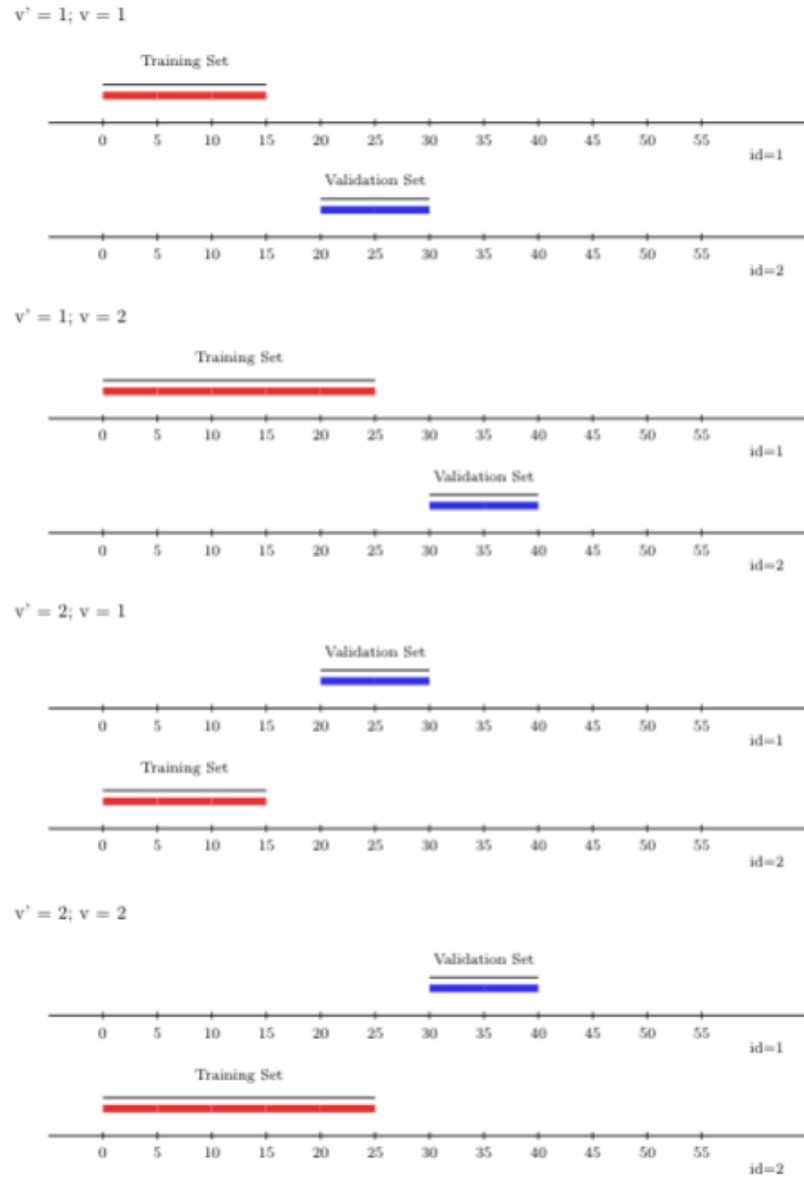 v' = 1; v = 1
Training Set
0 5 10 15 20 25 30 35 40 45 50 55
id=1
Validation Set
0 5 10 15 20 25 30 35 40 45 50 55
id=2
v' = 1; v = 2
Training Set
0 5 10 15 20 25 30 35 40 45 50 55
id=1
Validation Set
0 5 10 15 20 25 30 35 40 45 50 55
id=2
v' = 2; v = 1
Validation Set
0 5 10 15 20 25 30 35 40 45 50 55
id=1
Training Set
0 5 10 15 20 25 30 35 40 45 50 55
id=2
v' = 2; v = 2
Validation Set
0 5 10 15 20 25 30 35 40 45 50 55
id=1
Training Set
0 5 10 15 20 25 30 35 40 45 50 55
id=2